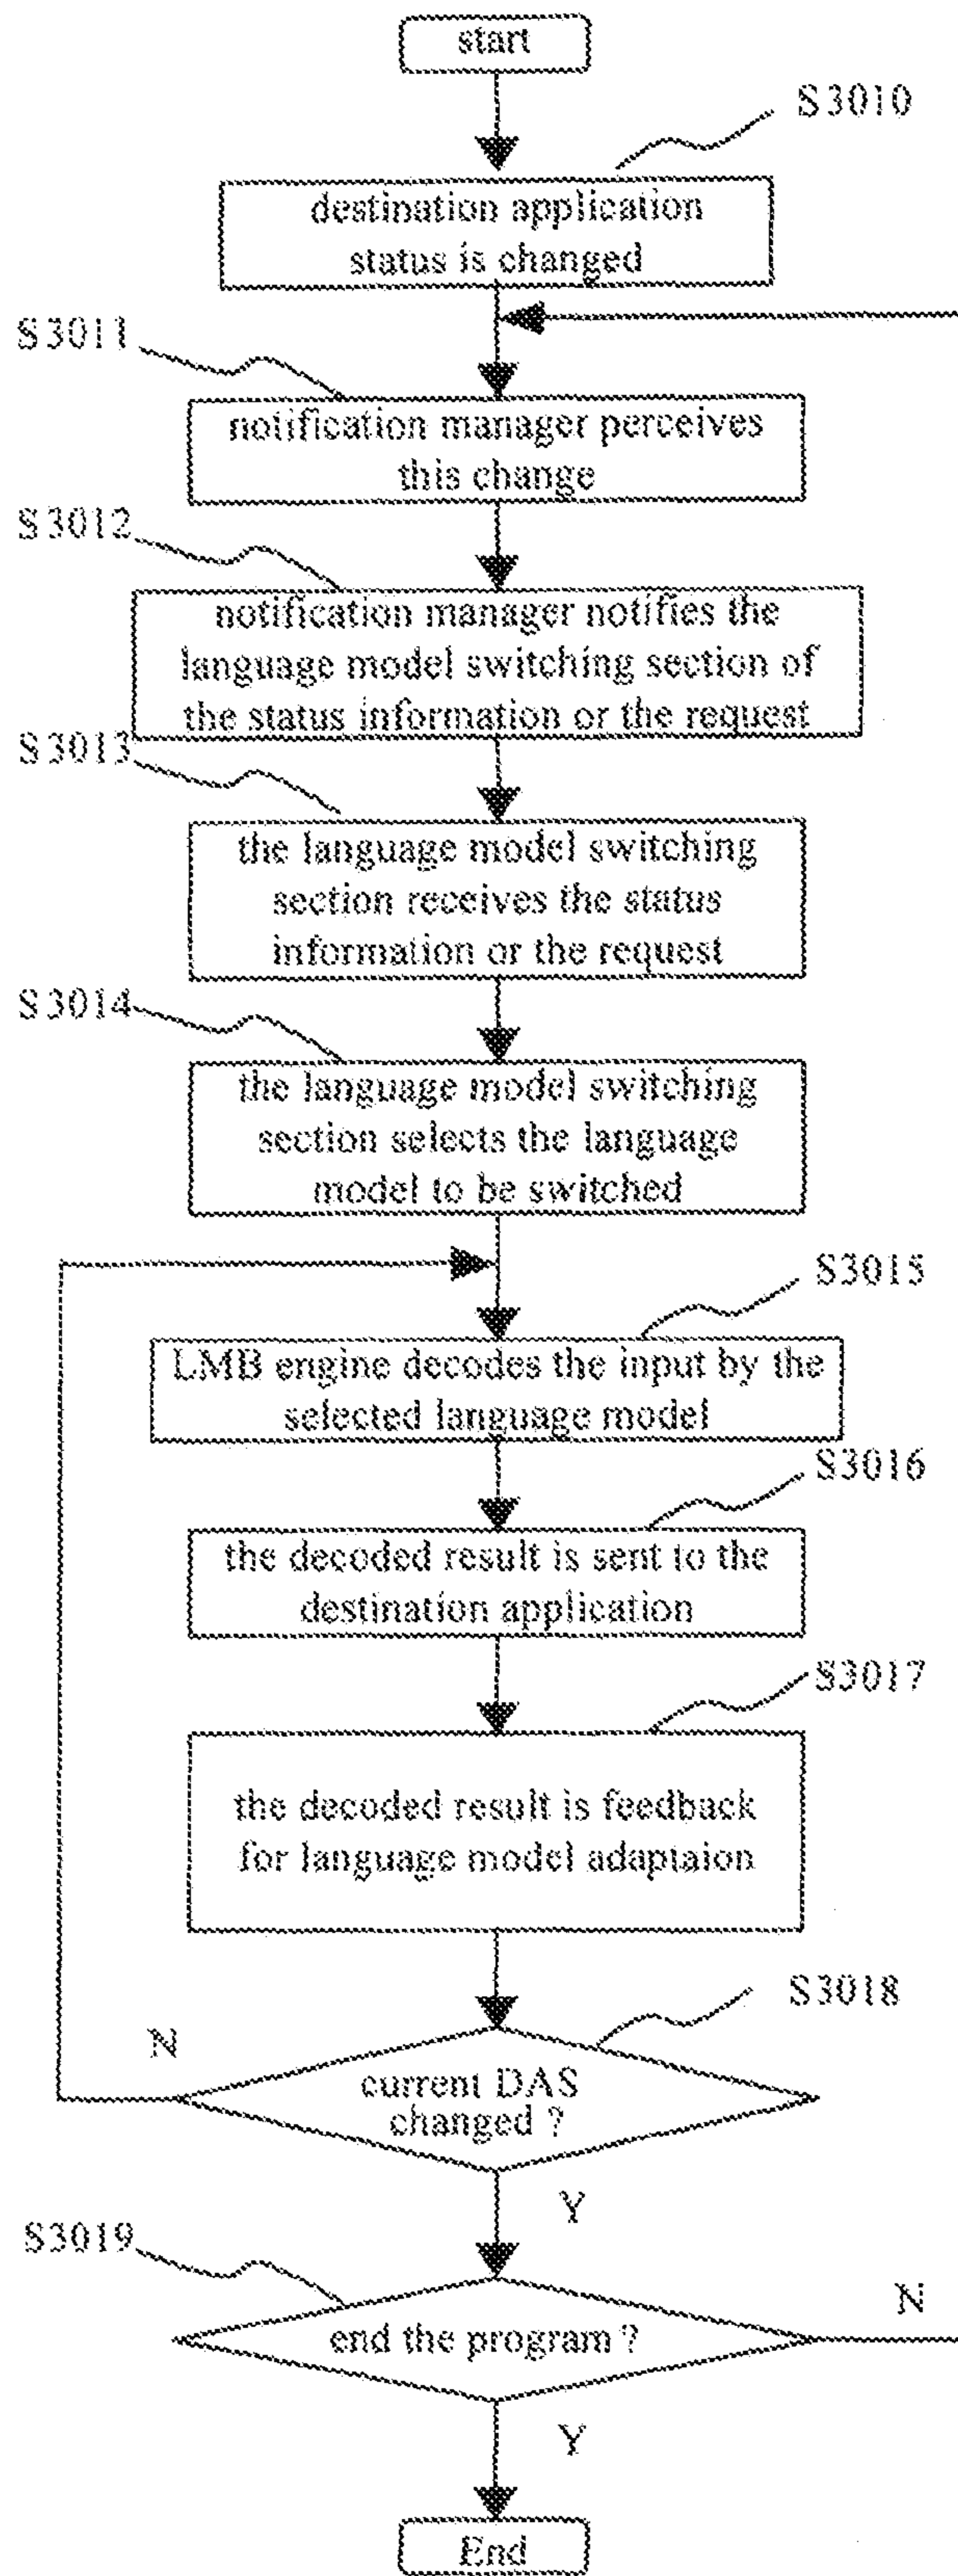 start
S3010
destination application
status is changed
S3011
notification manager perceives
this change
S3012
notification manager notifies the
language model switching section of
the status information or the request
S3013
the language model switching
section receives the status
information or the request
S3014
the language model switching
section selects the language
model to be switched
S3015
LMB engine decodes the input by the
selected language model
S3016
the decoded result is sent to the
destination application
S3017
the decoded result is feedback
for language model adaptaion
S3018
N
current DAS
changed ?
Y
S3019
N
end the program ?
Y
End